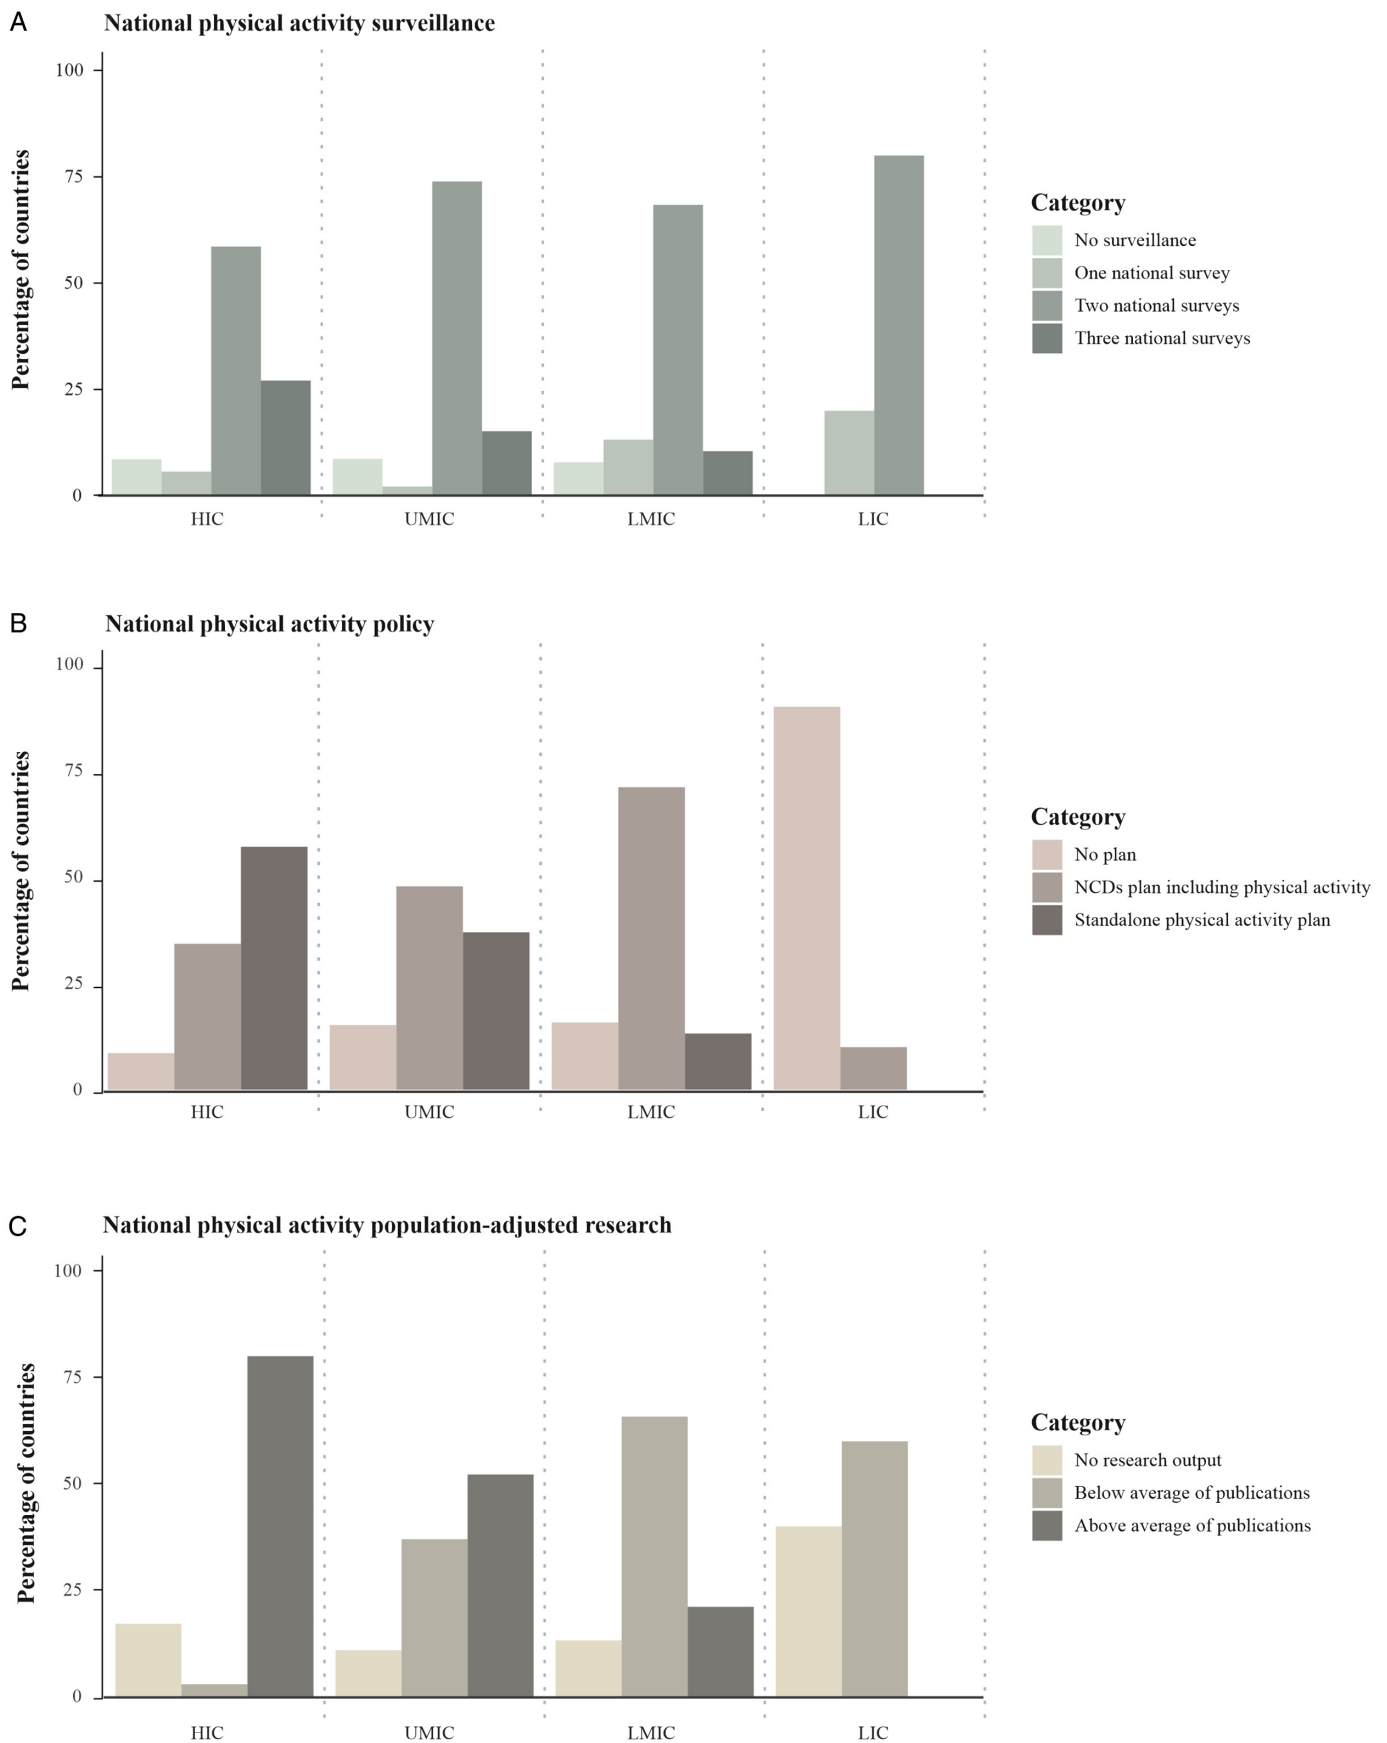 A
National physical activity surveillance
Percentage of countries
100
75
50
25
0
HIC UMIC LMIC LIC
Category
No surveillance
One national survey
Two national surveys
Three national surveys
B
National physical activity policy
Percentage of countries
100
75
50
25
0
HIC UMIC LMIC LIC
Category
No plan
NCDs plan including physical activity
Standalone physical activity plan
C
National physical activity population-adjusted research
Percentage of countries
100
75
50
25
0
HIC UMIC LMIC LIC
Category
No research output
Below average of publications
Above average of publications